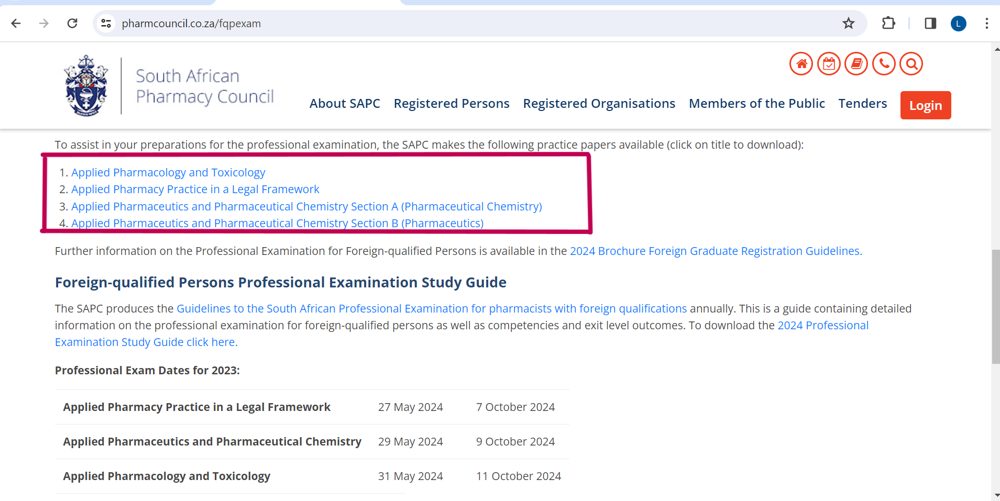 pharmcouncil.co.za/fqpexam
L
South African
Pharmacy Council
About SAPC Registered Persons Registered Organisations Members of the Public Tenders Login
To assist in your preparations for the professional examination, the SAPC makes the following practice papers available (click on title to download):
1. Applied Pharmacology and Toxicology
2. Applied Pharmacy Practice in a Legal Framework
3. Applied Pharmaceutics and Pharmaceutical Chemistry Section A (Pharmaceutical Chemistry)
4. Applied Pharmaceutics and Pharmaceutical Chemistry Section B (Pharmaceutics)
Further information on the Professional Examination for Foreign-qualified Persons is available in the 2024 Brochure Foreign Graduate Registration Guidelines.
Foreign-qualified Persons Professional Examination Study Guide
The SAPC produces the Guidelines to the South African Professional Examination for pharmacists with foreign qualifications annually. This is a guide containing detailed
information on the professional examination for foreign-qualified persons as well as competencies and exit level outcomes. To download the 2024 Professional
Examination Study Guide click here.
Professional Exam Dates for 2023:
Applied Pharmacy Practice in a Legal Framework 27 May 2024 7 October 2024
Applied Pharmaceutics and Pharmaceutical Chemistry 29 May 2024 9 October 2024
Applied Pharmacology and Toxicology 31 May 2024 11 October 2024